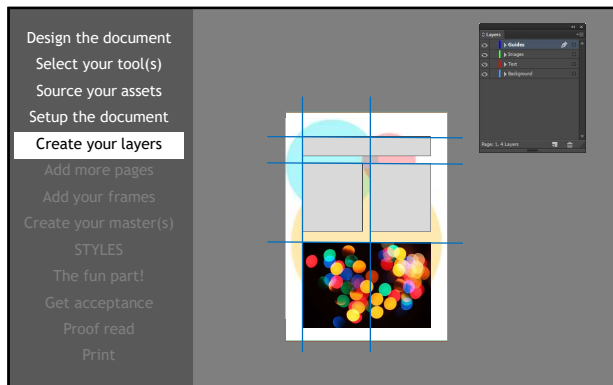 Design the document
Select your tool(s)
Source your assets
Setup the document
Create your layers
Add more pages
Add your frames
Create your master(s)
STYLES
The fun part!
Get acceptance
Proof read
Print
Layers
Guides
Images
Text
Background
Page: 1, 4 Layers